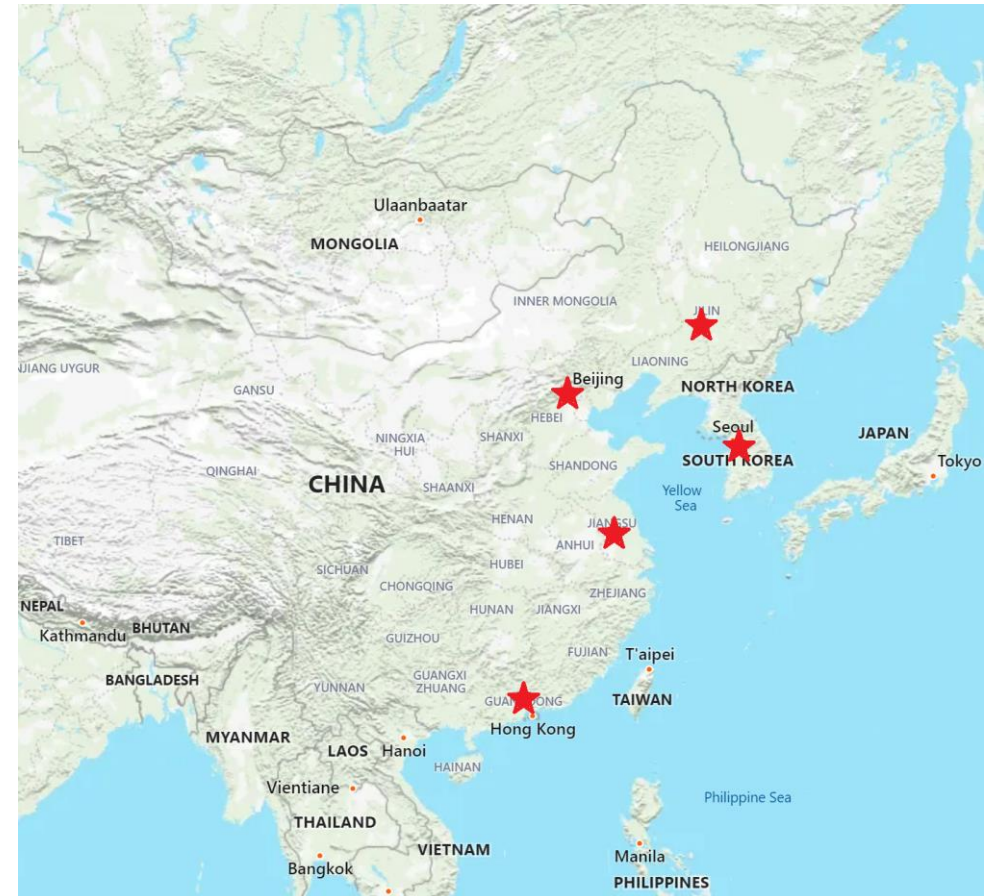 Ulaanbaatar
MONGOLIA
HEILONGJIANG
INNER MONGOLIA
JILIN
LIAONING
NJIANG UYGUR
Beijing
NORTH KOREA
GANSU
HEBEI
Seoul
JAPAN
NINGXIA
HUI
SHANXI
SOUTH KOREA
Tokyo
QINGHAI
SHANDONG
CHINA
SHAANXI
Yellow
Sea
HENAN
JIANGSU
TIBET
ANHUI
HUBEI
SICHUAN
CHONGQING
ZHEJIANG
NEPAL
HUNAN
JIANGXI
Kathmandu
BHUTAN
GUIZHOU
FUJIAN
T'aipei
BANGLADESH
GUANGXI
ZHUANG
YUNNAN
TAIWAN
GUANGDONG
Hong Kong
MYANMAR
LAOS
Hanoi
HAINAN
Vientiane
Philippine Sea
THAILAND
VIETNAM
Manila
Bangkok
PHILIPPINES